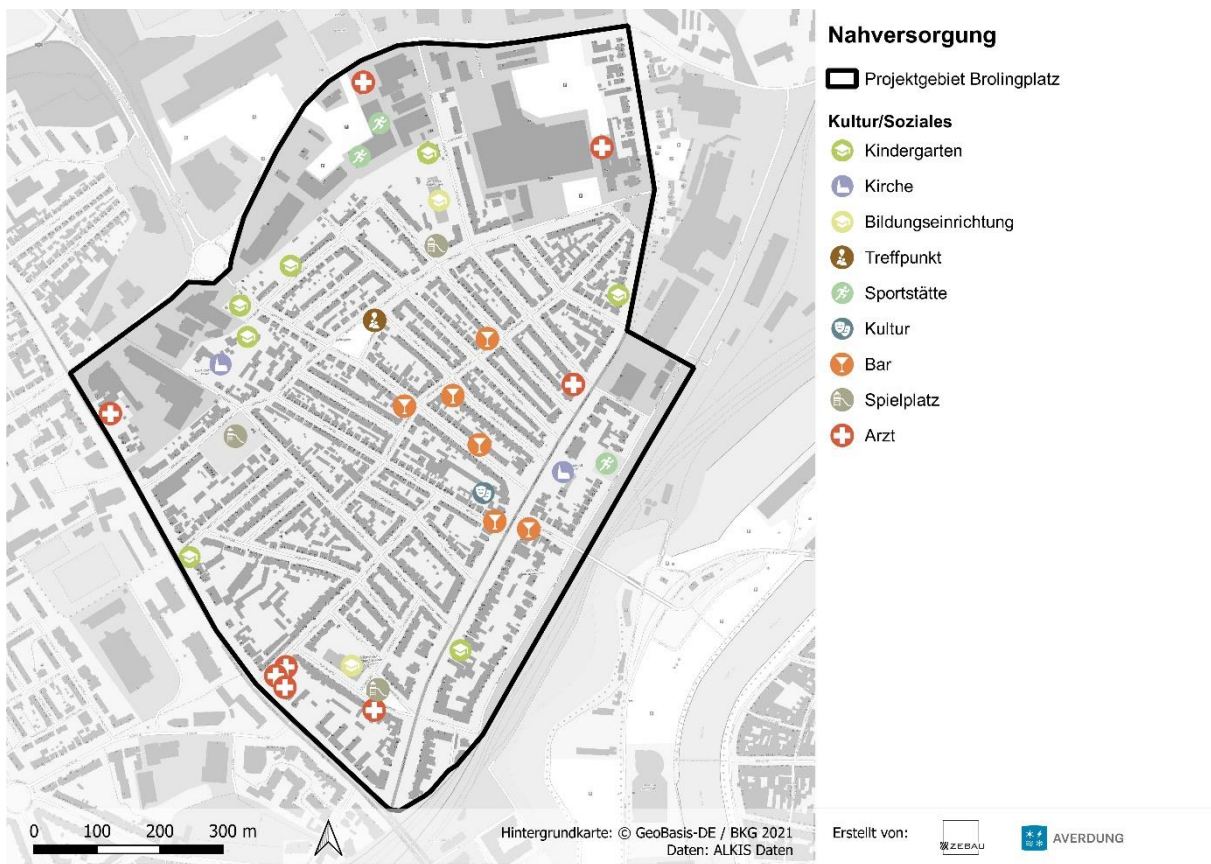 Nahversorgung
Projektgebiet Brolingplatz
Kultur/Soziales
Kindergarten
Kirche
Bildungseinrichtung
Treffpunkt
Sportstätte
Kultur
Bar
Spielplatz
Arzt
0 100 200 300 m
Hintergrundkarte: © GeoBasis-DE / BKG 2021
Daten: ALKIS Daten
Erstellt von:
ZEBAU
AVERDUNG